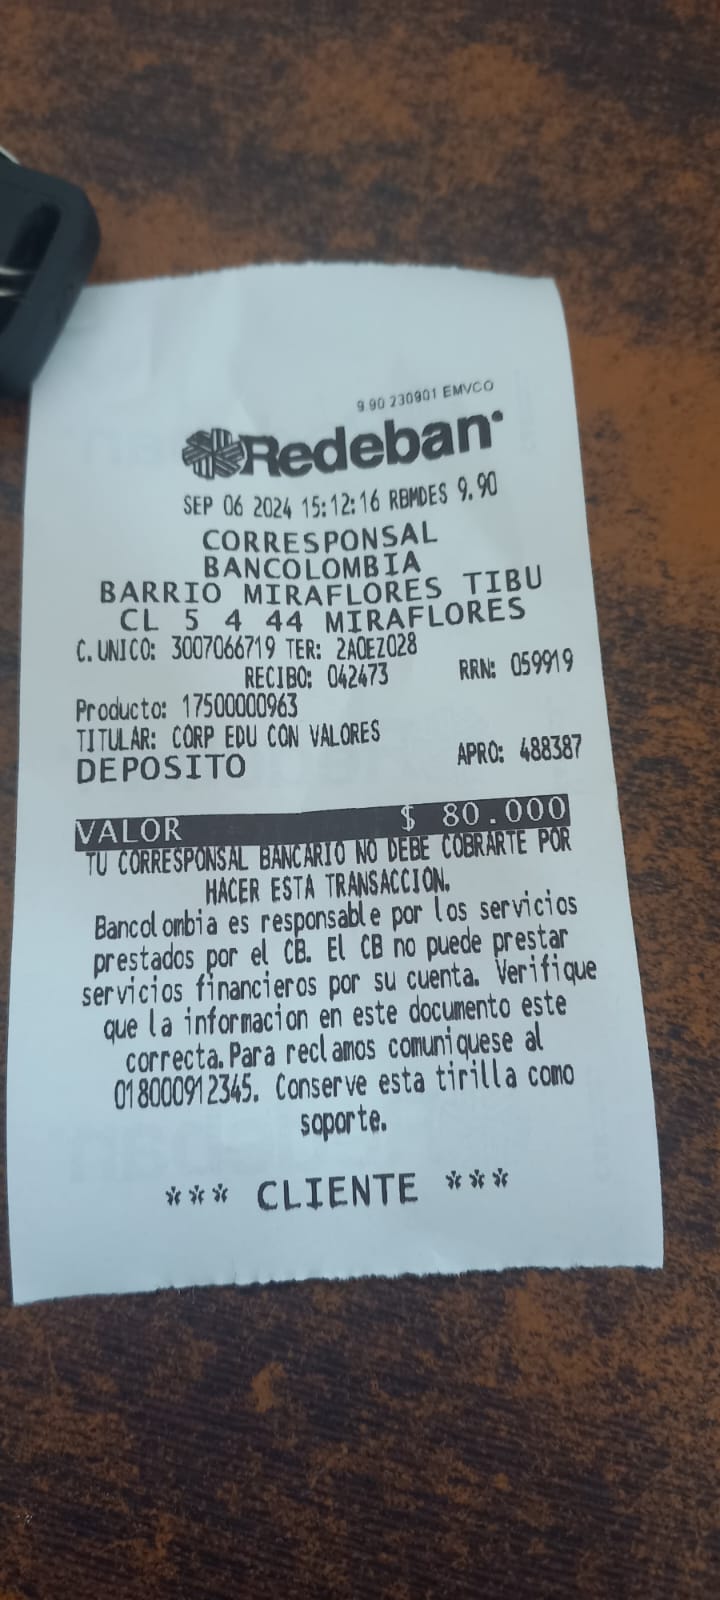 9.90 230901 EMVCO
Redeban
SEP 06 2024 15:12:16 RBMDES 9.90
CORRESPONSAL
BANCOLOMBIA
BARRIO MIRAFLORES TIBU
CL 5 4 44 MIRAFLORES
C. UNICO: 3007066719 TER: 2AOEZ028
RECIBO: 042473 RRN: 059919
Producto: 17500000963
TITULAR: CORP EDU CON VALORES
DEPOSITO APRO: 488387
VALOR $ 80.000
TU CORRESPONSAL BANCARIO NO DEBE COBRARTE POR
HACER ESTA TRANSACCION.
Bancolombia es responsable por los servicios
prestados por el CB. El CB no puede prestar
servicios financieros por su cuenta. Verifique
que la informacion en este documento este
correcta. Para reclamos comuniquese al
018000912345. Conserve esta tirilla como
soporte.
*** CLIENTE ***